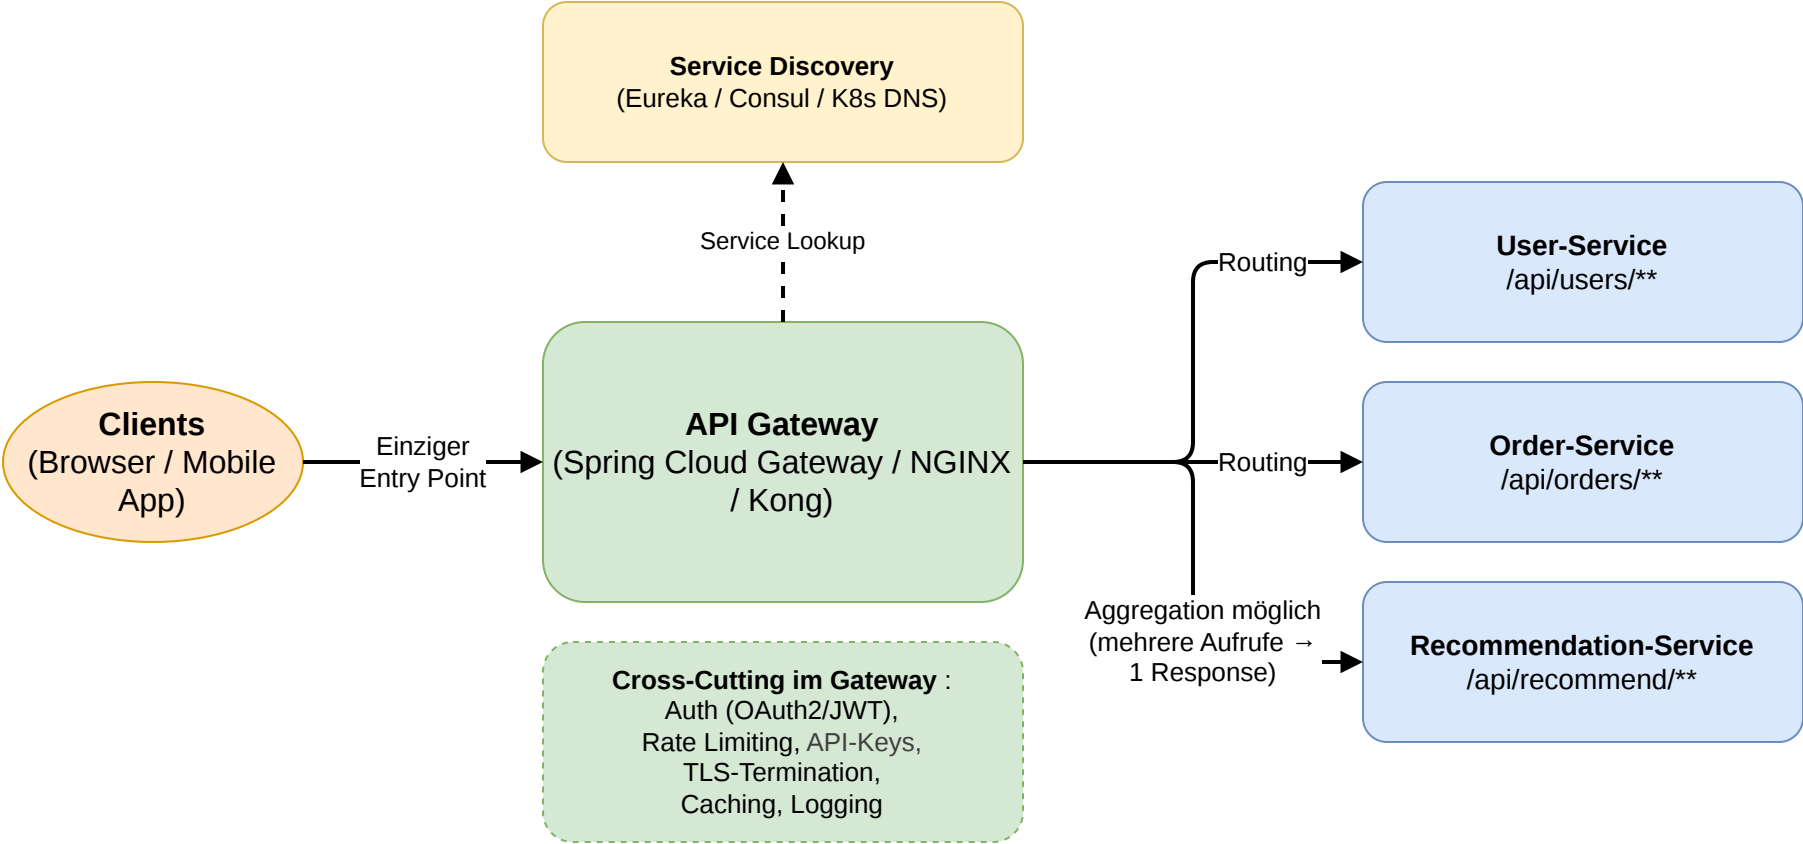 Service Discovery
(Eureka / Consul / K8s DNS)
Service Lookup
Clients
(Browser / Mobile
App)
Einziger
Entry Point
API Gateway
(Spring Cloud Gateway / NGINX
/ Kong)
Routing
User-Service
/api/users/**
Routing
Order-Service
/api/orders/**
Aggregation möglich
(mehrere Aufrufe →
1 Response)
Recommendation-Service
/api/recommend/**
Cross-Cutting im Gateway :
Auth (OAuth2/JWT),
Rate Limiting, API-Keys,
TLS-Termination,
Caching, Logging